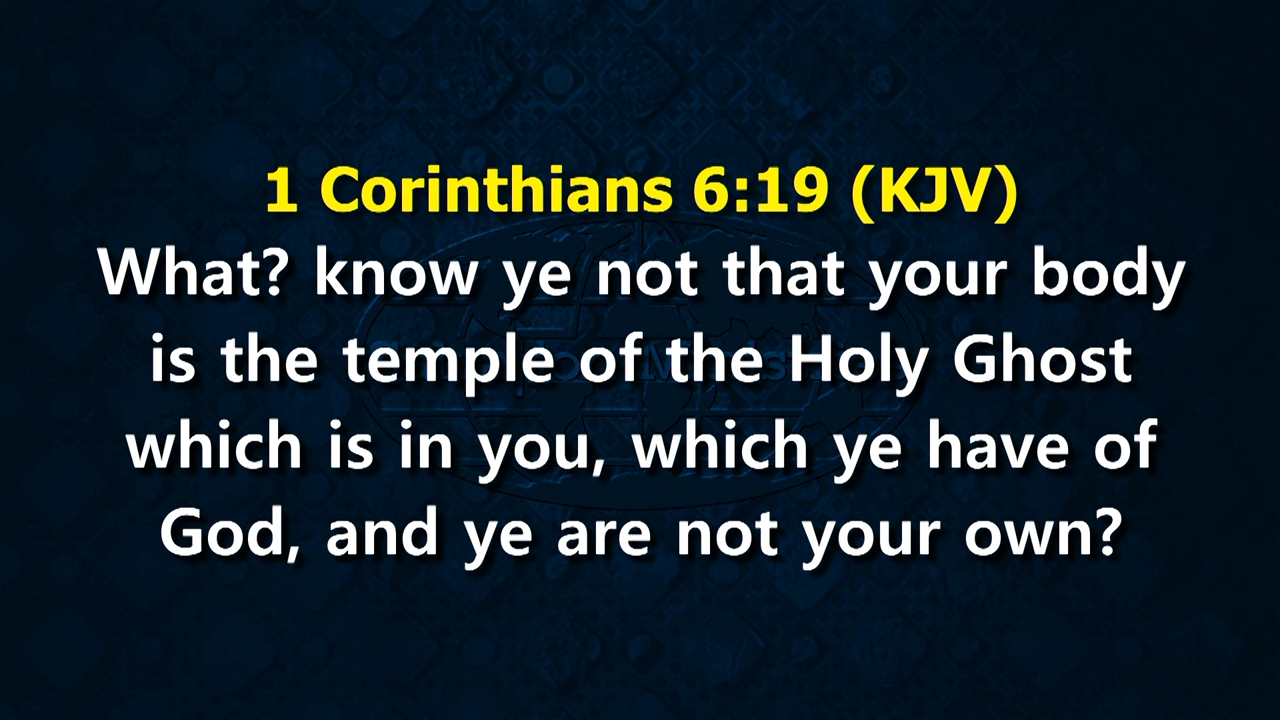 1 Corinthians 6:19 (KJV)
What? know ye not that your body
is the temple of the Holy Ghost
which is in you, which ye have of
God, and ye are not your own?